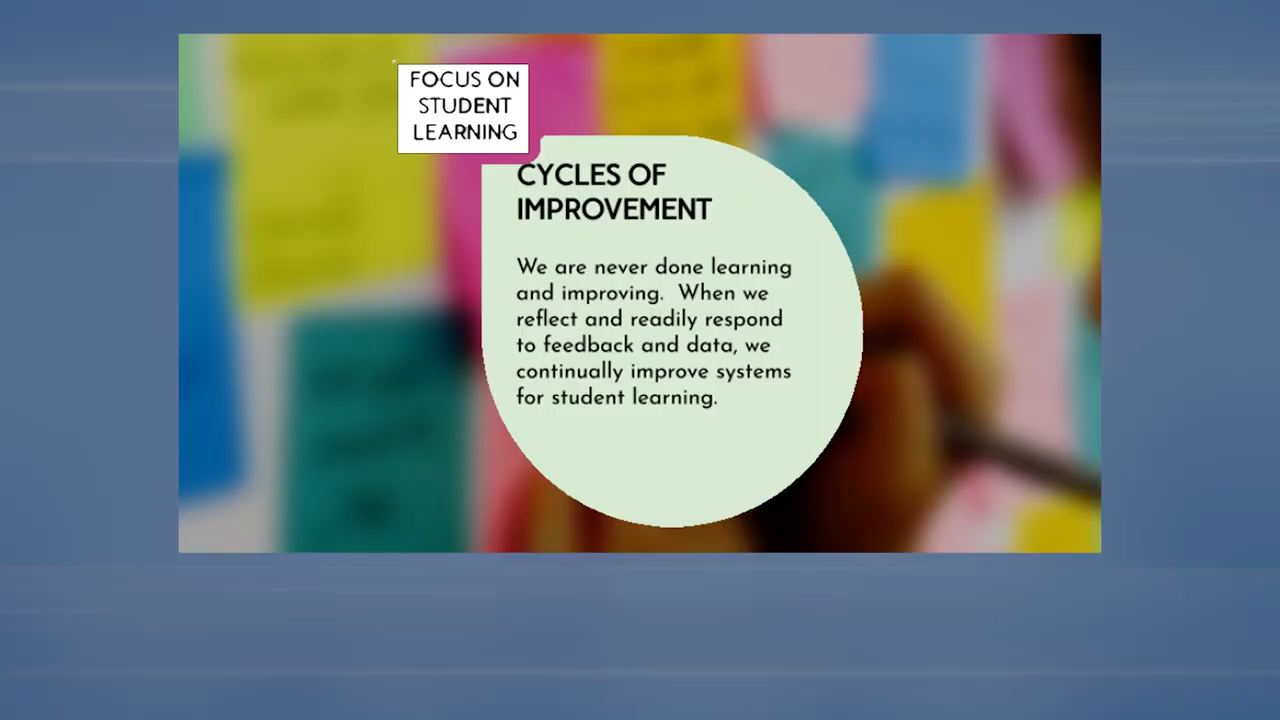 FOCUS ON
STUDENT
LEARNING
CYCLES OF
IMPROVEMENT
We are never done learning
and improving.  When we
reflect and readily respond
to feedback and data, we
continually improve systems
for student learning.